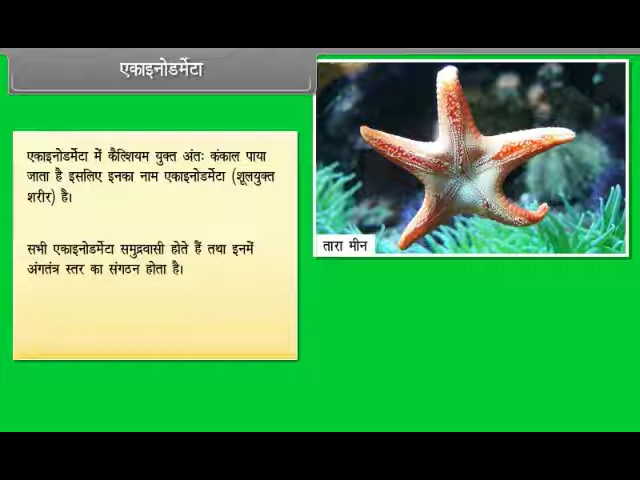 एकाइनोडर्मेटा
एकाइनोडर्मेटा में कैल्शियम युक्त अंतः कंकाल पाया
जाता है इसलिए इनका नाम एकाइनोडर्मेटा (शूलयुक्त
शरीर) है।
सभी एकाइनोडर्मेटा समुद्रवासी होते हैं तथा इनमें
अंगतंत्र स्तर का संगठन होता है।
तारा मीन